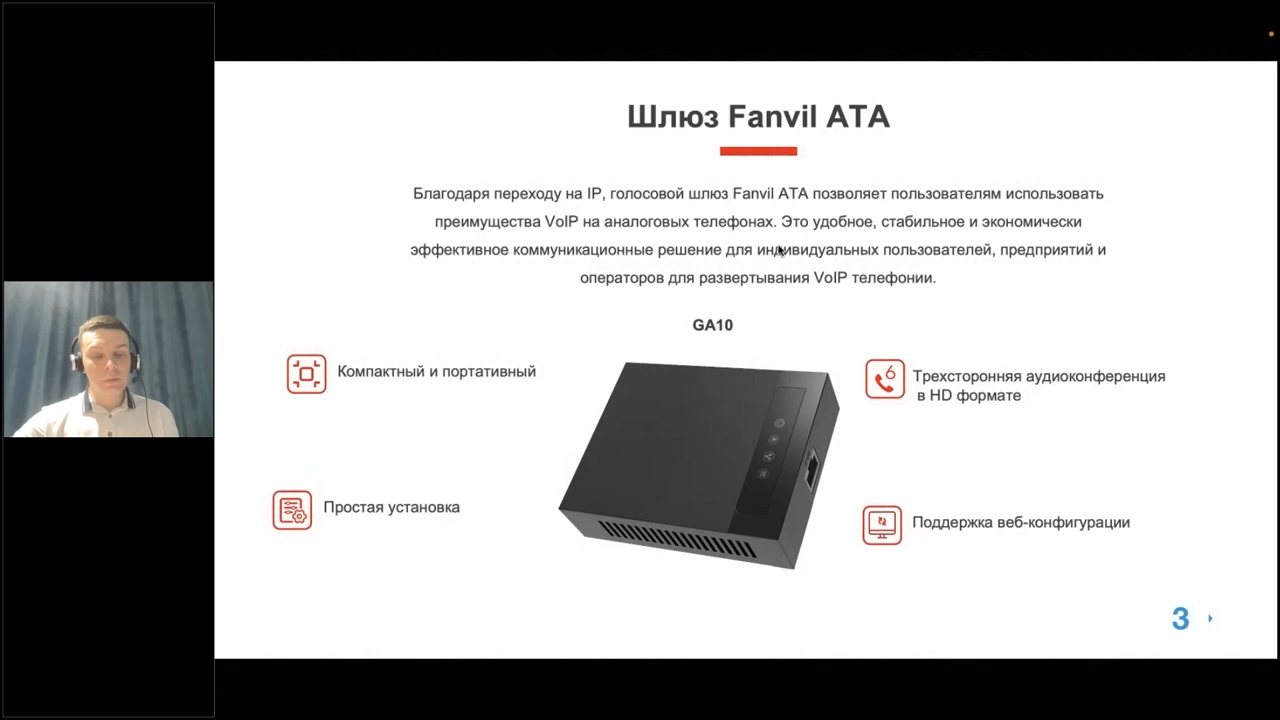 Шлюз Fanvil ATA
Благодаря переходу на IP, голосовой шлюз Fanvil ATA позволяет пользователям использовать
преимущества VoIP на аналоговых телефонах. Это удобное, стабильное и экономически
эффективное коммуникационные решение для индивидуальных пользователей, предприятий и
операторов для развертывания VoIP телефонии.
GA10
Компактный и портативный
6
Трехсторонняя аудиоконференция
в HD формате
Простая установка
Поддержка веб-конфигурации
3